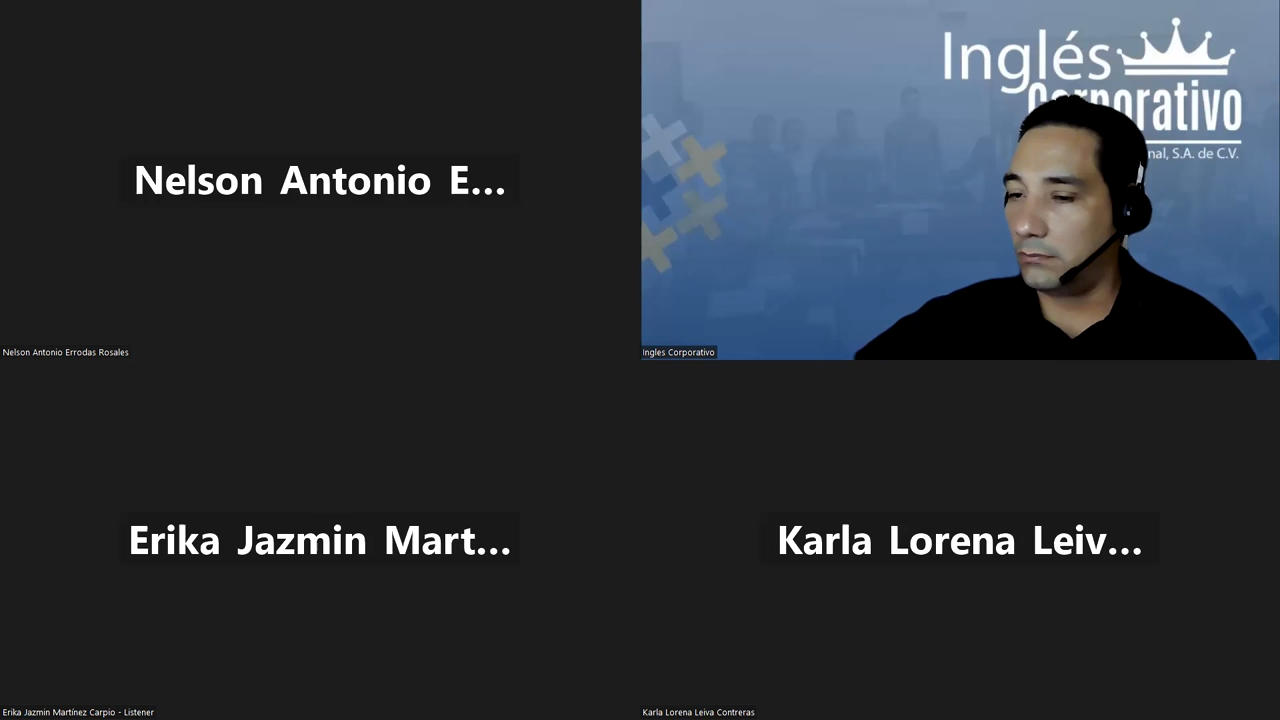 Nelson Antonio E...
Nelson Antonio Errodas Rosales
Inglés
Corporativo
nal, S.A. de C.V.
Ingles Corporativo
Erika Jazmin Mart...
Erika Jazmin Martínez Carpio - Listener
Karla Lorena Leiv...
Karla Lorena Leiva Contreras